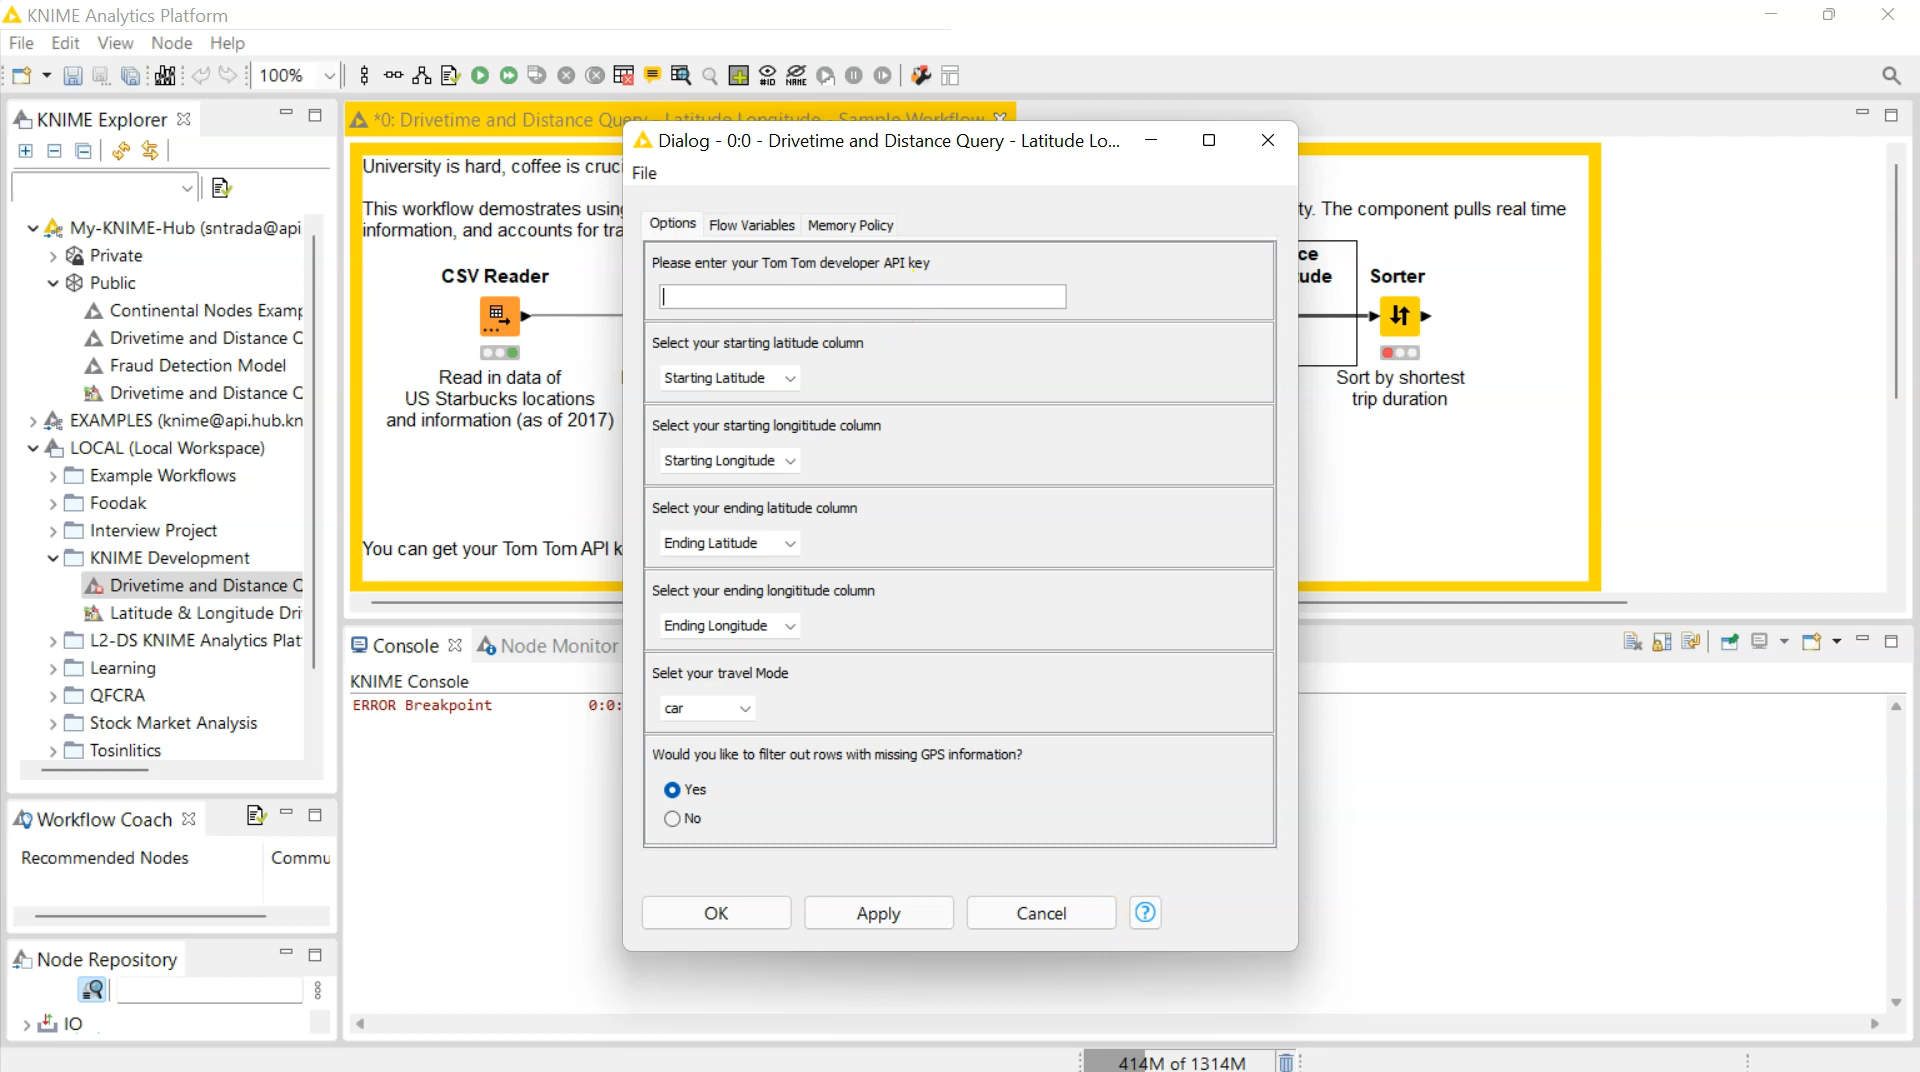 KNIME Analytics Platform
File Edit View Node Help
100%
#ID
NAME
KNIME Explorer
My-KNIME-Hub (sntrada@api
Private
Public
Continental Nodes Examp
Drivetime and Distance Q
Fraud Detection Model
Drivetime and Distance Q
EXAMPLES (knime@api.hub.kn
LOCAL (Local Workspace)
Example Workflows
Foodak
Interview Project
KNIME Development
Drivetime and Distance Q
Latitude & Longitude Dri
L2-DS KNIME Analytics Plat
Learning
QFCRA
Stock Market Analysis
Tosinlitics
Workflow Coach
Recommended Nodes Commu
Node Repository
IO
*0: Drivetime and Distance Query - Latitude Longitude - Sample Workflow
University is hard, coffee is cruci
This workflow demostrates using
information, and accounts for tra
ty. The component pulls real time
CSV Reader
Read in data of
US Starbucks locations
and information (as of 2017)
ce
ude
Sorter
Sort by shortest
trip duration
You can get your Tom Tom API k
Console Node Monitor
KNIME Console
ERROR Breakpoint 0:0:
Dialog - 0:0 - Drivetime and Distance Query - Latitude Lo...
File
Options Flow Variables Memory Policy
Please enter your Tom Tom developer API key
Select your starting latitude column
Starting Latitude
Select your starting longititude column
Starting Longitude
Select your ending latitude column
Ending Latitude
Select your ending longititude column
Ending Longitude
Selet your travel Mode
car
Would you like to filter out rows with missing GPS information?
Yes
No
OK Apply Cancel ?
414M of 1314M